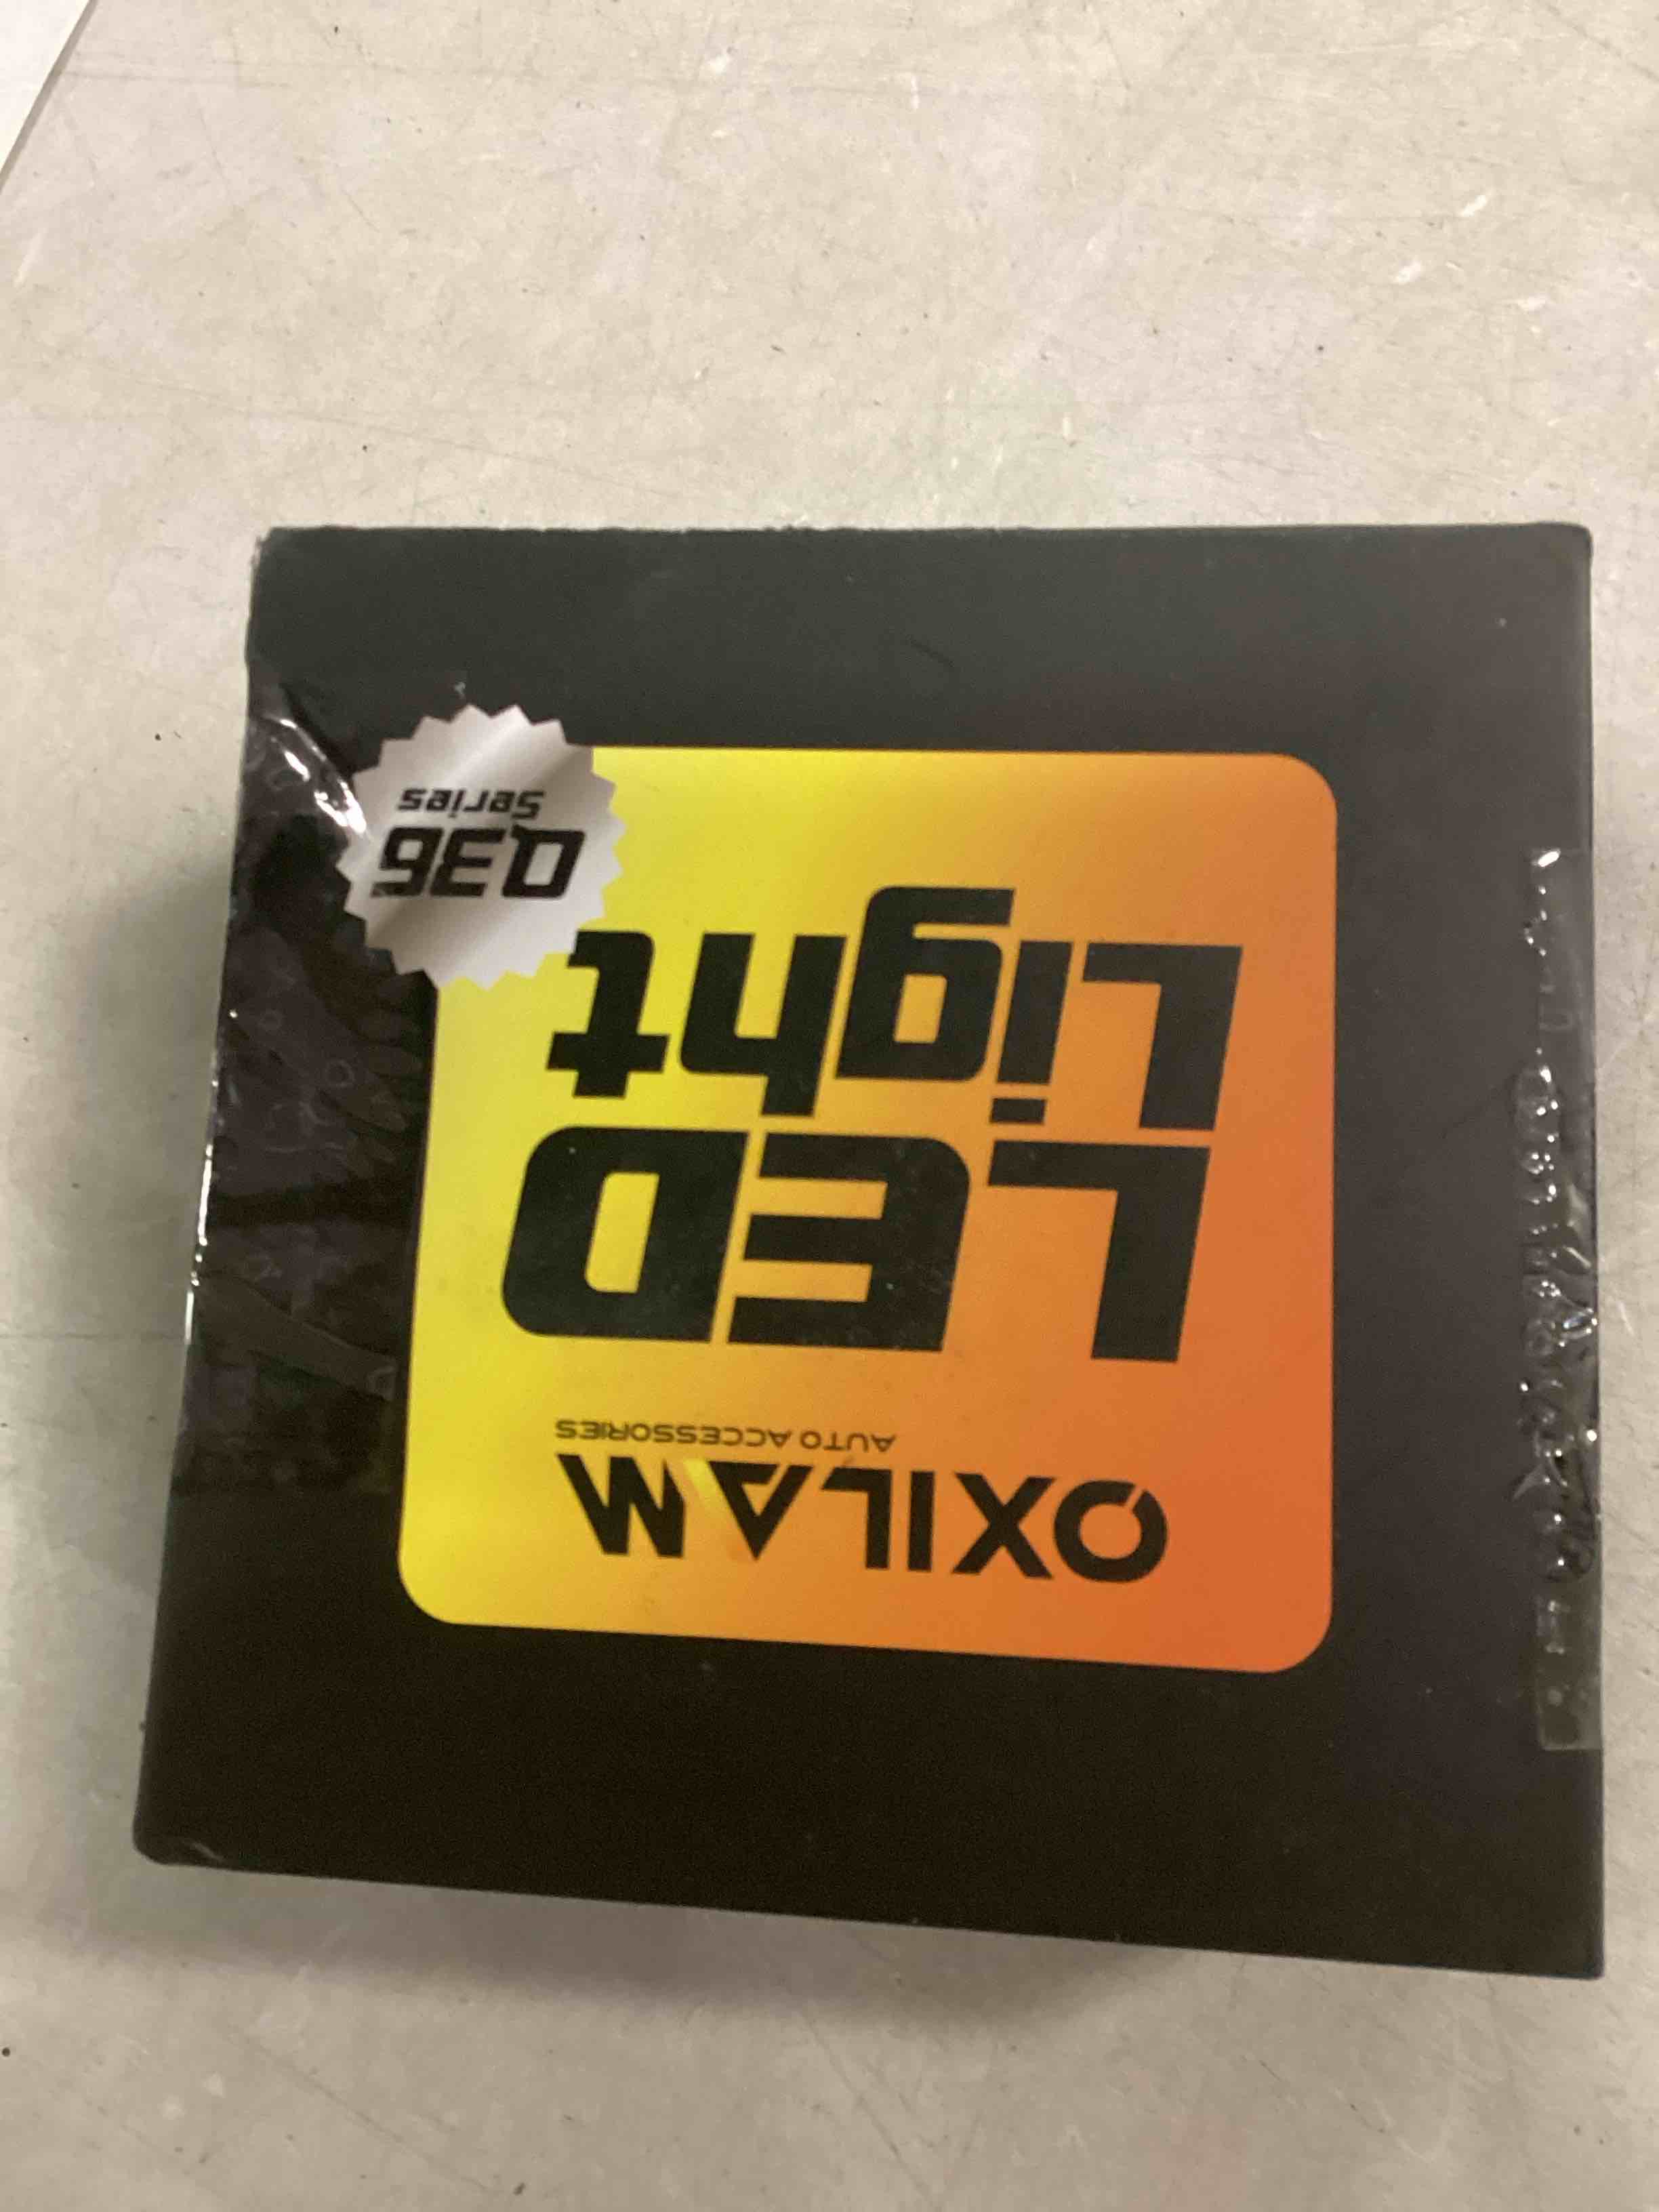 OXILAM
AUTO ACCESSORIES
LED
Light
Q36
Series